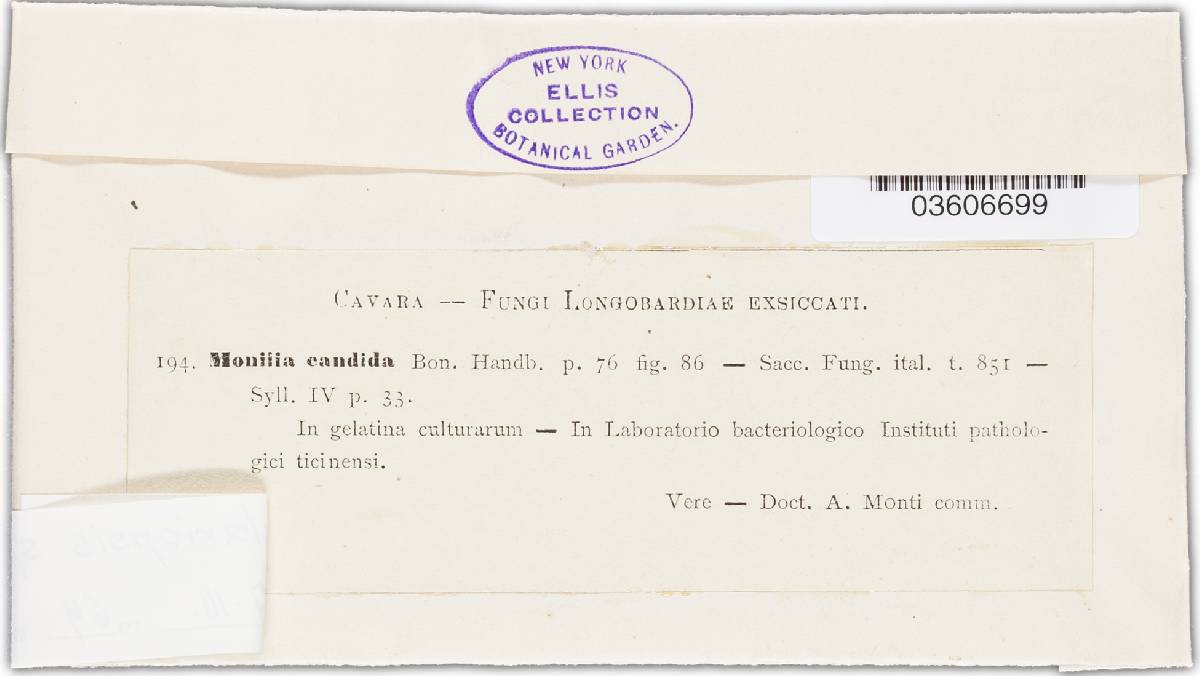 NEW YORK
ELLIS
COLLECTION
BOTANICAL GARDEN.
03606699
CAVARA — FUNGI LONGOBARDIAE EXSICCATI.
194. Monilia candida Bon. Handb. p. 76 fig. 86 — Sacc. Fung. ital. t. 851 —
Syll. IV p. 33.
In gelatina culturarum — In Laboratorio bacteriologico Instituti patholo-
gici ticinensi.
Vere — Doct. A. Monti comm.